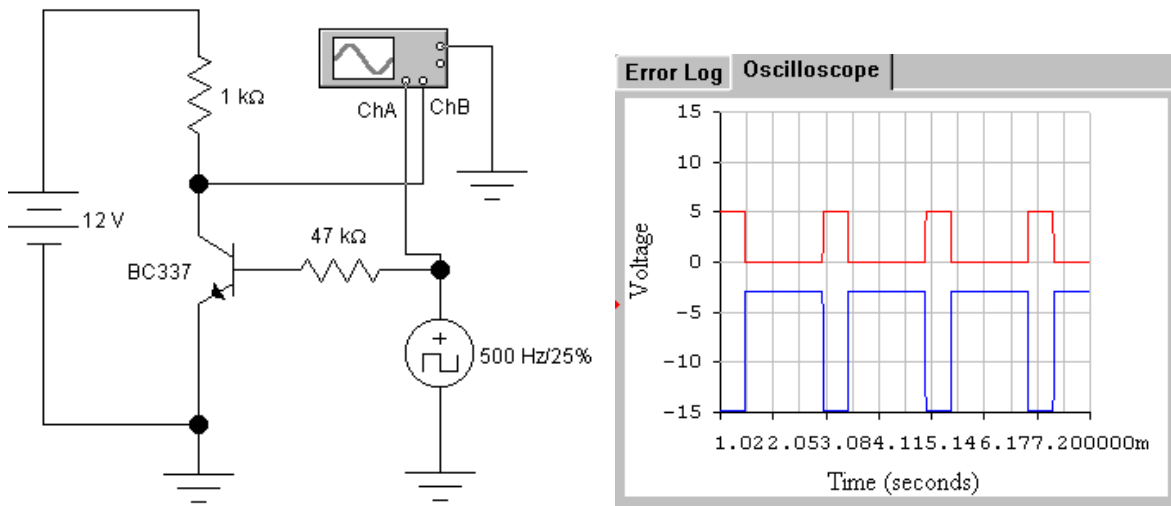 1 kΩ
ChA
ChB
12 V
47 kΩ
BC337
+
500 Hz/25%
Error Log
Oscilloscope
15
10
5
0
-5
-10
-15
Voltage
1.022.053.084.115.146.177.200000m
Time (seconds)